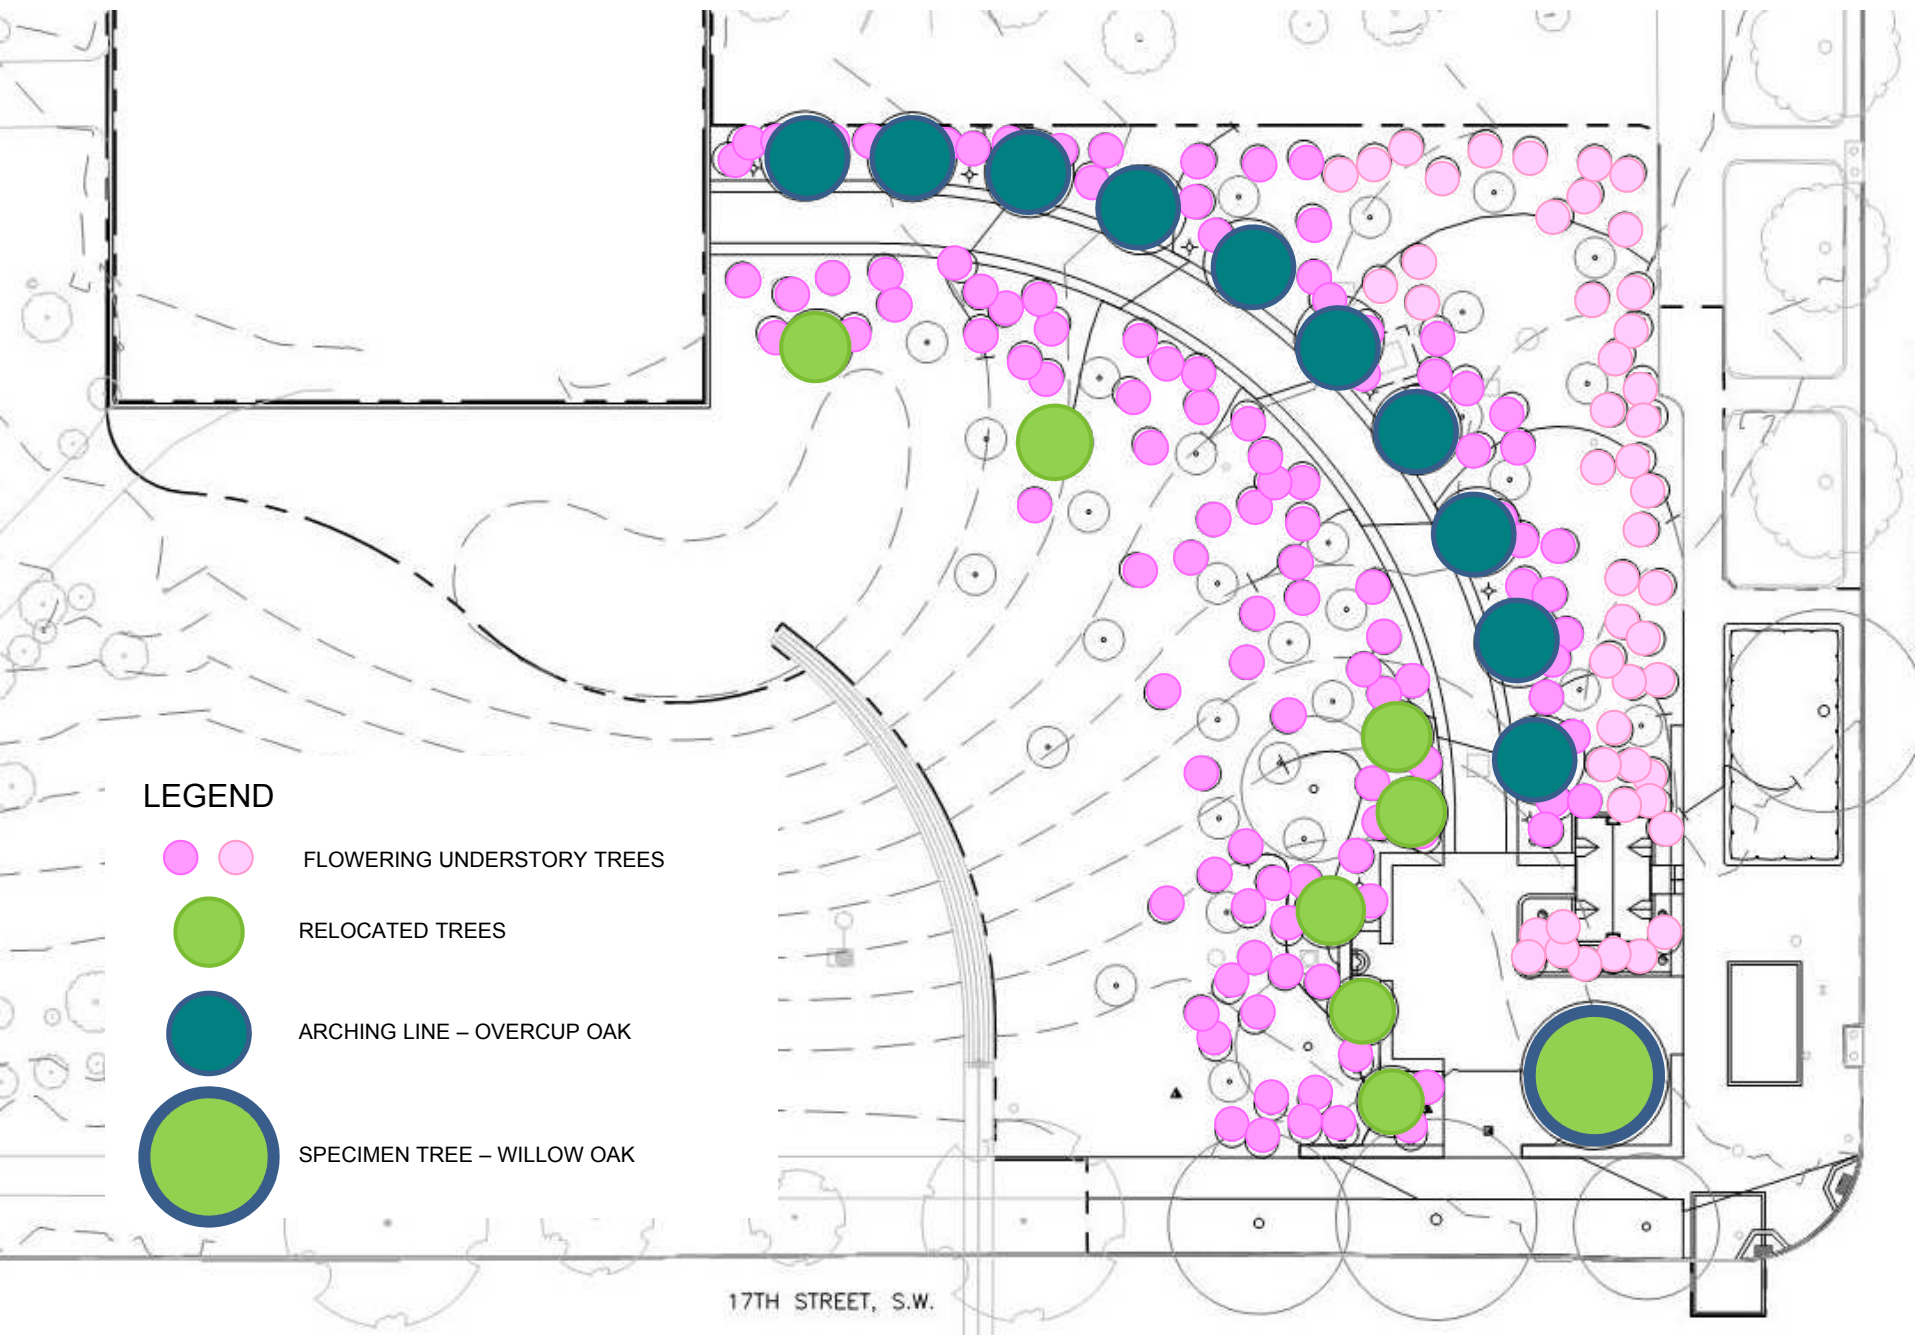 LEGEND
FLOWERING UNDERSTORY TREES
RELOCATED TREES
ARCHING LINE – OVERCUP OAK
SPECIMEN TREE – WILLOW OAK
17TH STREET, S.W.